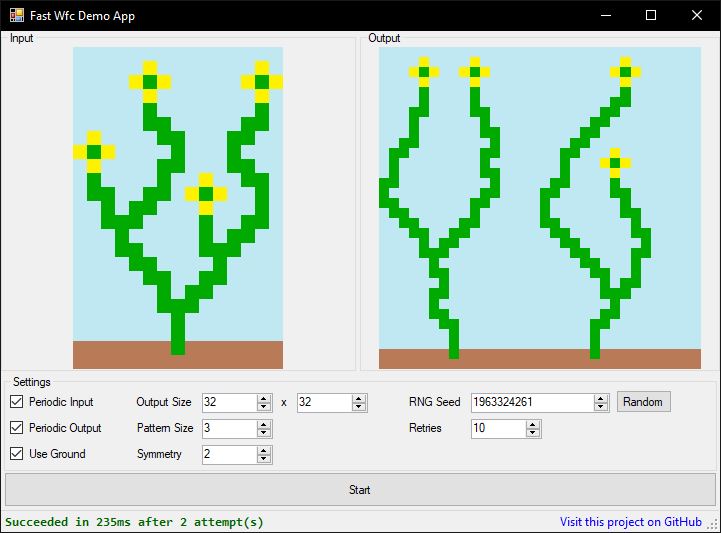 Fast Wfc Demo App
Input
Output
Settings
Periodic Input Output Size 32 x 32 RNG Seed 1963324261 Random
Periodic Output Pattern Size 3 Retries 10
Use Ground Symmetry 2
Start
Succeeded in 235ms after 2 attempt(s) Visit this project on GitHub